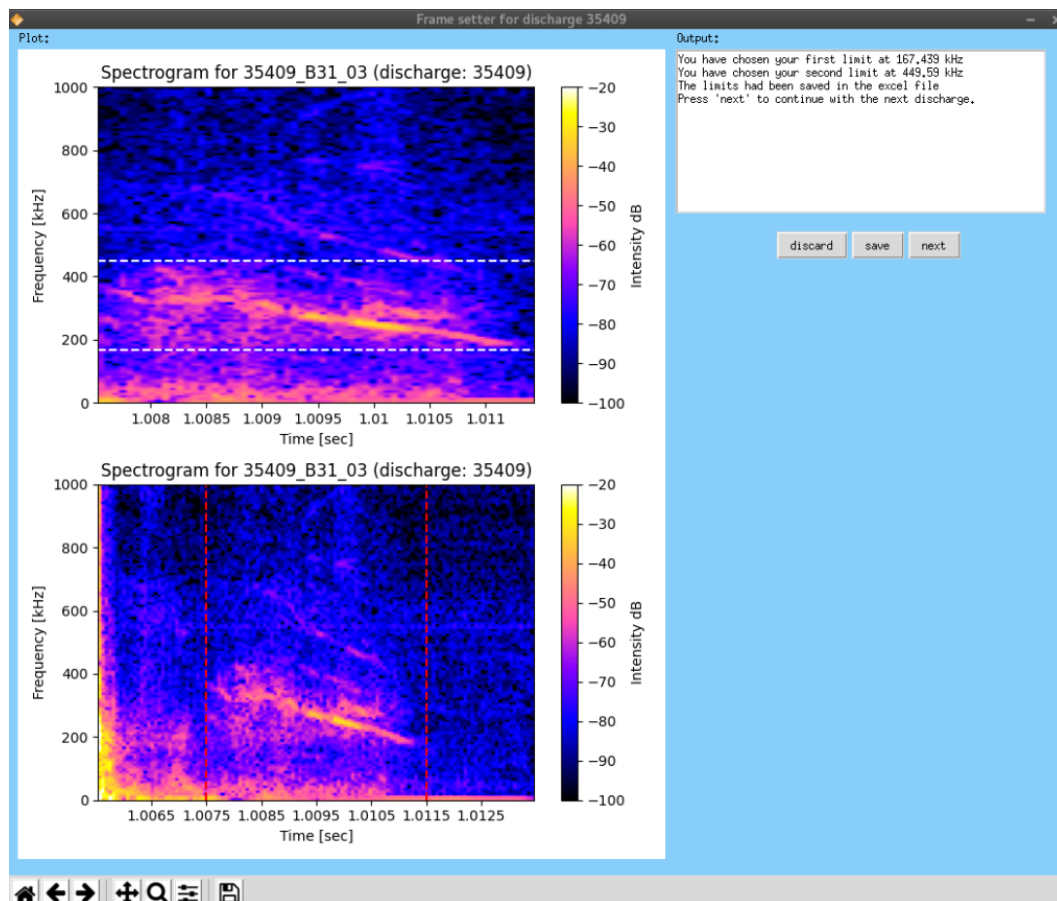 Frame setter for discharge 35409
Plot:
Spectrogram for 35409_B31_03 (discharge: 35409)
1000
800
600
400
200
0
Frequency [kHz]
1.008 1.0085 1.009 1.0095 1.01 1.0105 1.011
Time [sec]
−20
−30
−40
−50
−60
−70
−80
−90
−100
Intensity dB
Spectrogram for 35409_B31_03 (discharge: 35409)
1000
800
600
400
200
0
Frequency [kHz]
1.0065 1.0075 1.0085 1.0095 1.0105 1.0115 1.0125
Time [sec]
−20
−30
−40
−50
−60
−70
−80
−90
−100
Intensity dB
Output:
You have chosen your first limit at 167.439 kHz
You have chosen your second limit at 449.59 kHz
The limits had been saved in the excel file
Press 'next' to continue with the next discharge.
discard save next